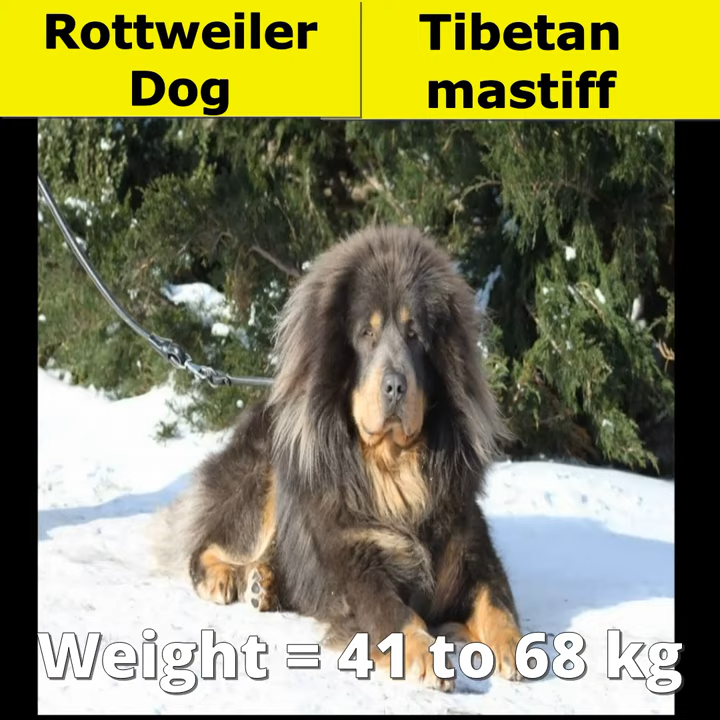 Rottweiler
Dog
Tibetan
mastiff
Weight = 41 to 68 kg